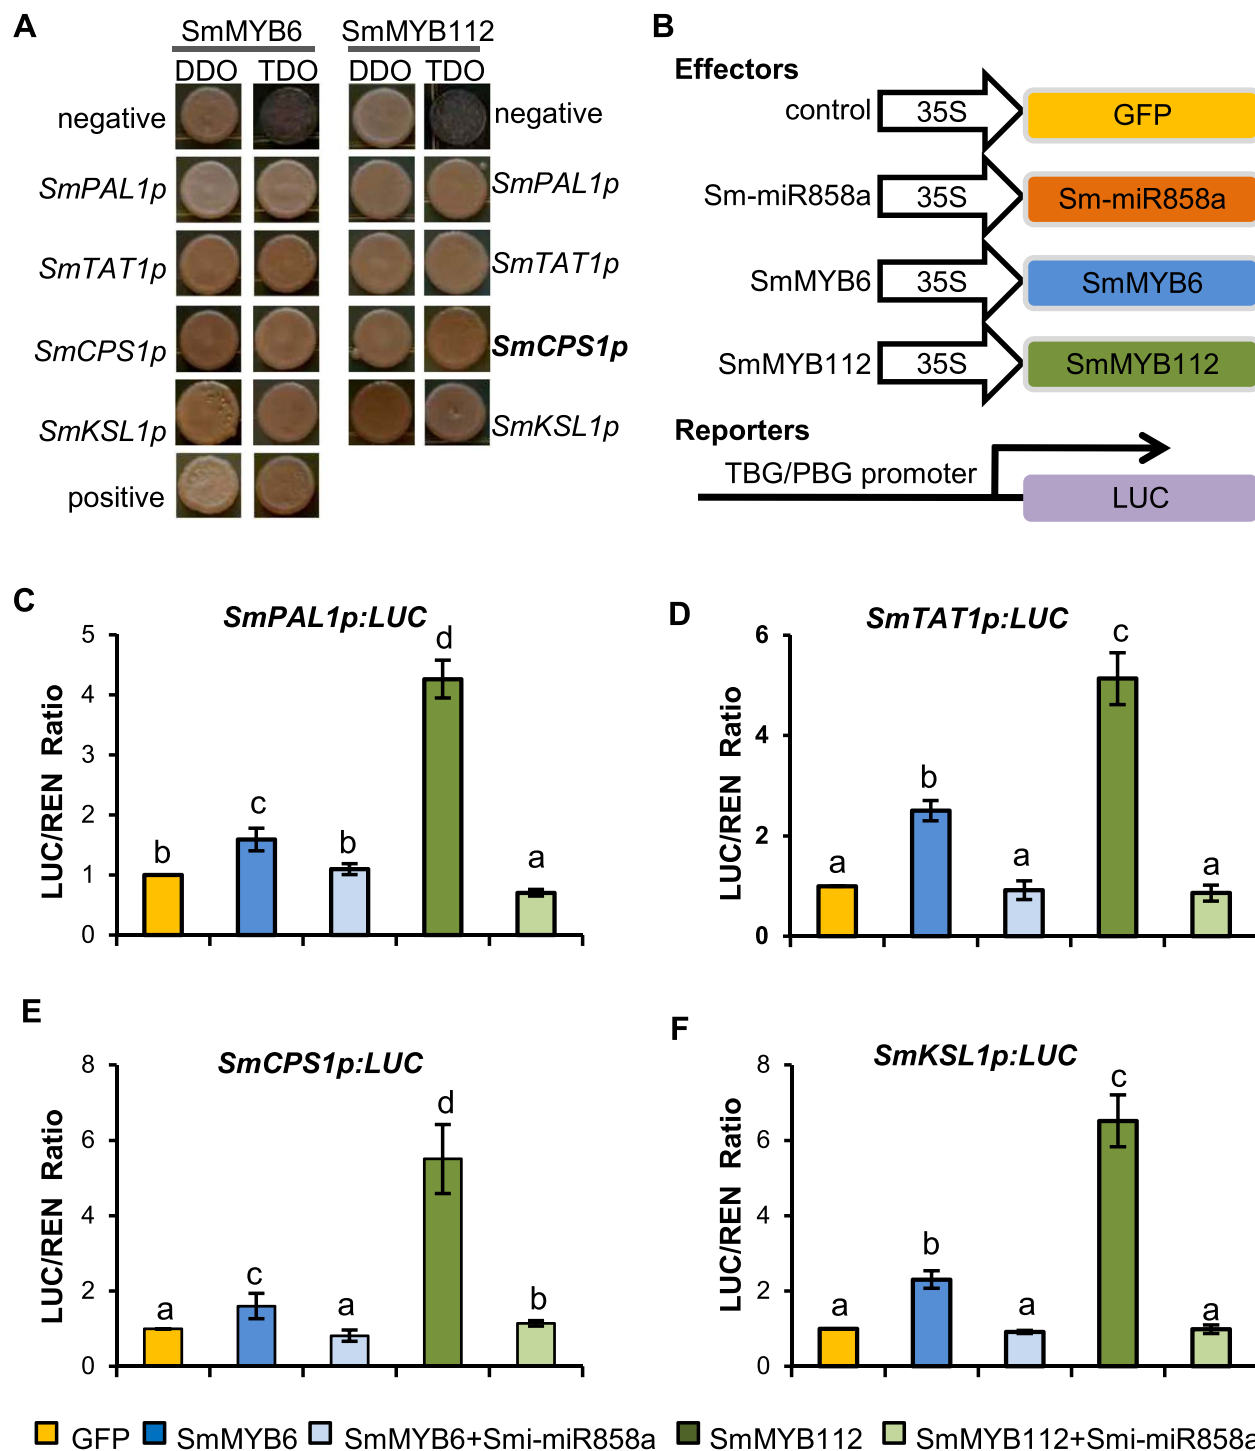 A
SmMYB6 SmMYB112
DDO TDO DDO TDO
negative negative
SmPAL1p SmPAL1p
SmTAT1p SmTAT1p
SmCPS1p SmCPS1p
SmKSL1p SmKSL1p
positive
B
Effectors
control 35S GFP
Sm-miR858a 35S Sm-miR858a
SmMYB6 35S SmMYB6
SmMYB112 35S SmMYB112
Reporters
TBG/PBG promoter
LUC
C
SmPAL1p:LUC
LUC/REN Ratio
5
4
3
2
1
0
b c b d a
D
SmTAT1p:LUC
LUC/REN Ratio
6
4
2
0
a b a c a
E
SmCPS1p:LUC
LUC/REN Ratio
8
6
4
2
0
a c a d b
F
SmKSL1p:LUC
LUC/REN Ratio
8
6
4
2
0
a b a c a
GFP SmMYB6 SmMYB6+Smi-miR858a SmMYB112 SmMYB112+Smi-miR858a